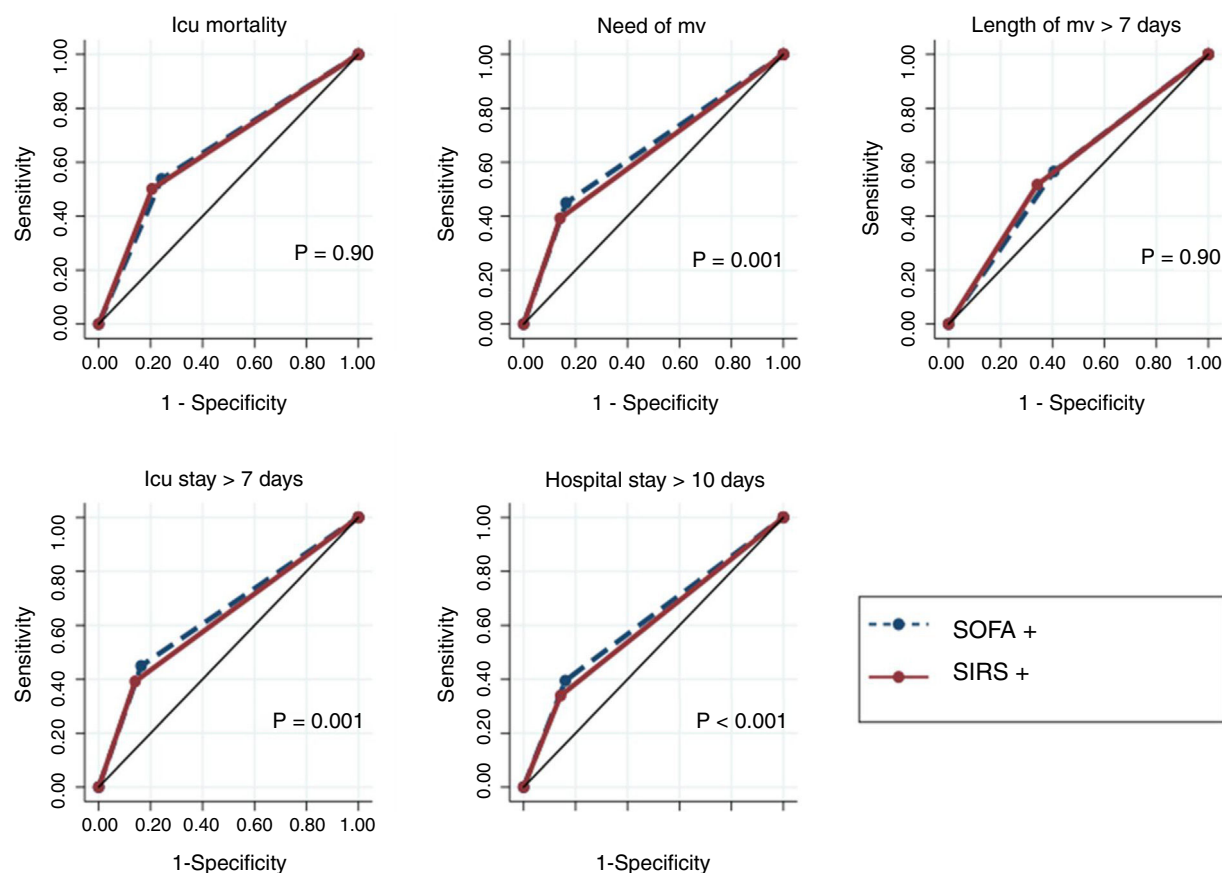 Icu mortality
Sensitivity
0.00 0.20 0.40 0.60 0.80 1.00
P = 0.90
0.00 0.20 0.40 0.60 0.80 1.00
1 - Specificity
Need of mv
Sensitivity
0.00 0.20 0.40 0.60 0.80 1.00
P = 0.001
0.00 0.20 0.40 0.60 0.80 1.00
1 - Specificity
Length of mv > 7 days
Sensitivity
0.00 0.20 0.40 0.60 0.80 1.00
P = 0.90
0.00 0.20 0.40 0.60 0.80 1.00
1 - Specificity
Icu stay > 7 days
Sensitivity
0.00 0.20 0.40 0.60 0.80 1.00
P = 0.001
0.00 0.20 0.40 0.60 0.80 1.00
1-Specificity
Hospital stay > 10 days
Sensitivity
0.00 0.20 0.40 0.60 0.80 1.00
P < 0.001
1-Specificity
SOFA +
SIRS +